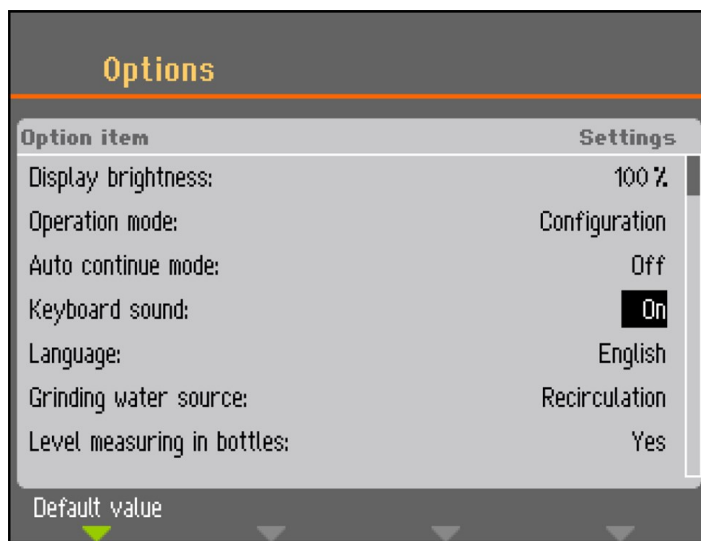 Options
Option item Settings
Display brightness: 100 %
Operation mode: Configuration
Auto continue mode: Off
Keyboard sound: On
Language: English
Grinding water source: Recirculation
Level measuring in bottles: Yes
Default value